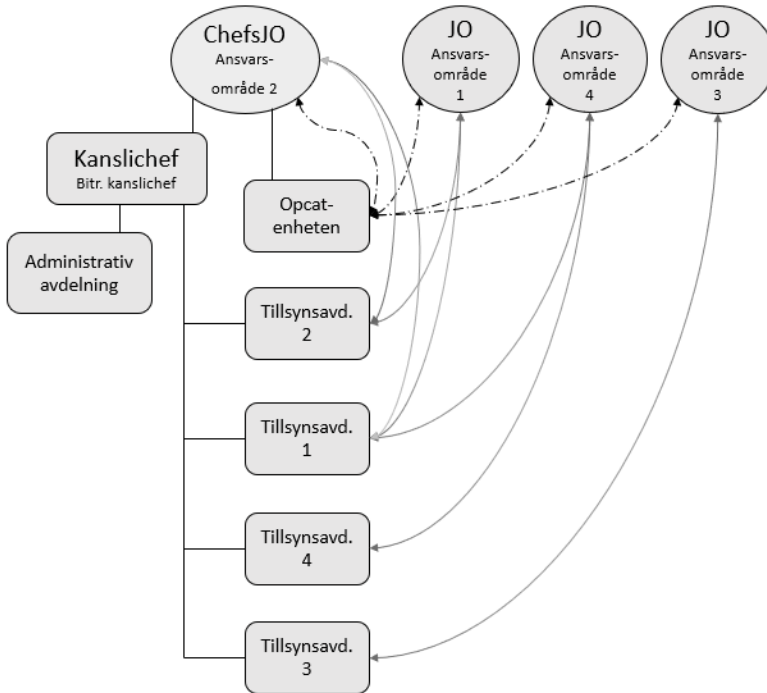 ChefsJO
Ansvars-
område 2
JO
Ansvars-
område
1
JO
Ansvars-
område
4
JO
Ansvars-
område
3
Kanslichef
Bitr. kanslichef
Opcat-
enheten
Administrativ
avdelning
Tillsynsavd.
2
Tillsynsavd.
1
Tillsynsavd.
4
Tillsynsavd.
3